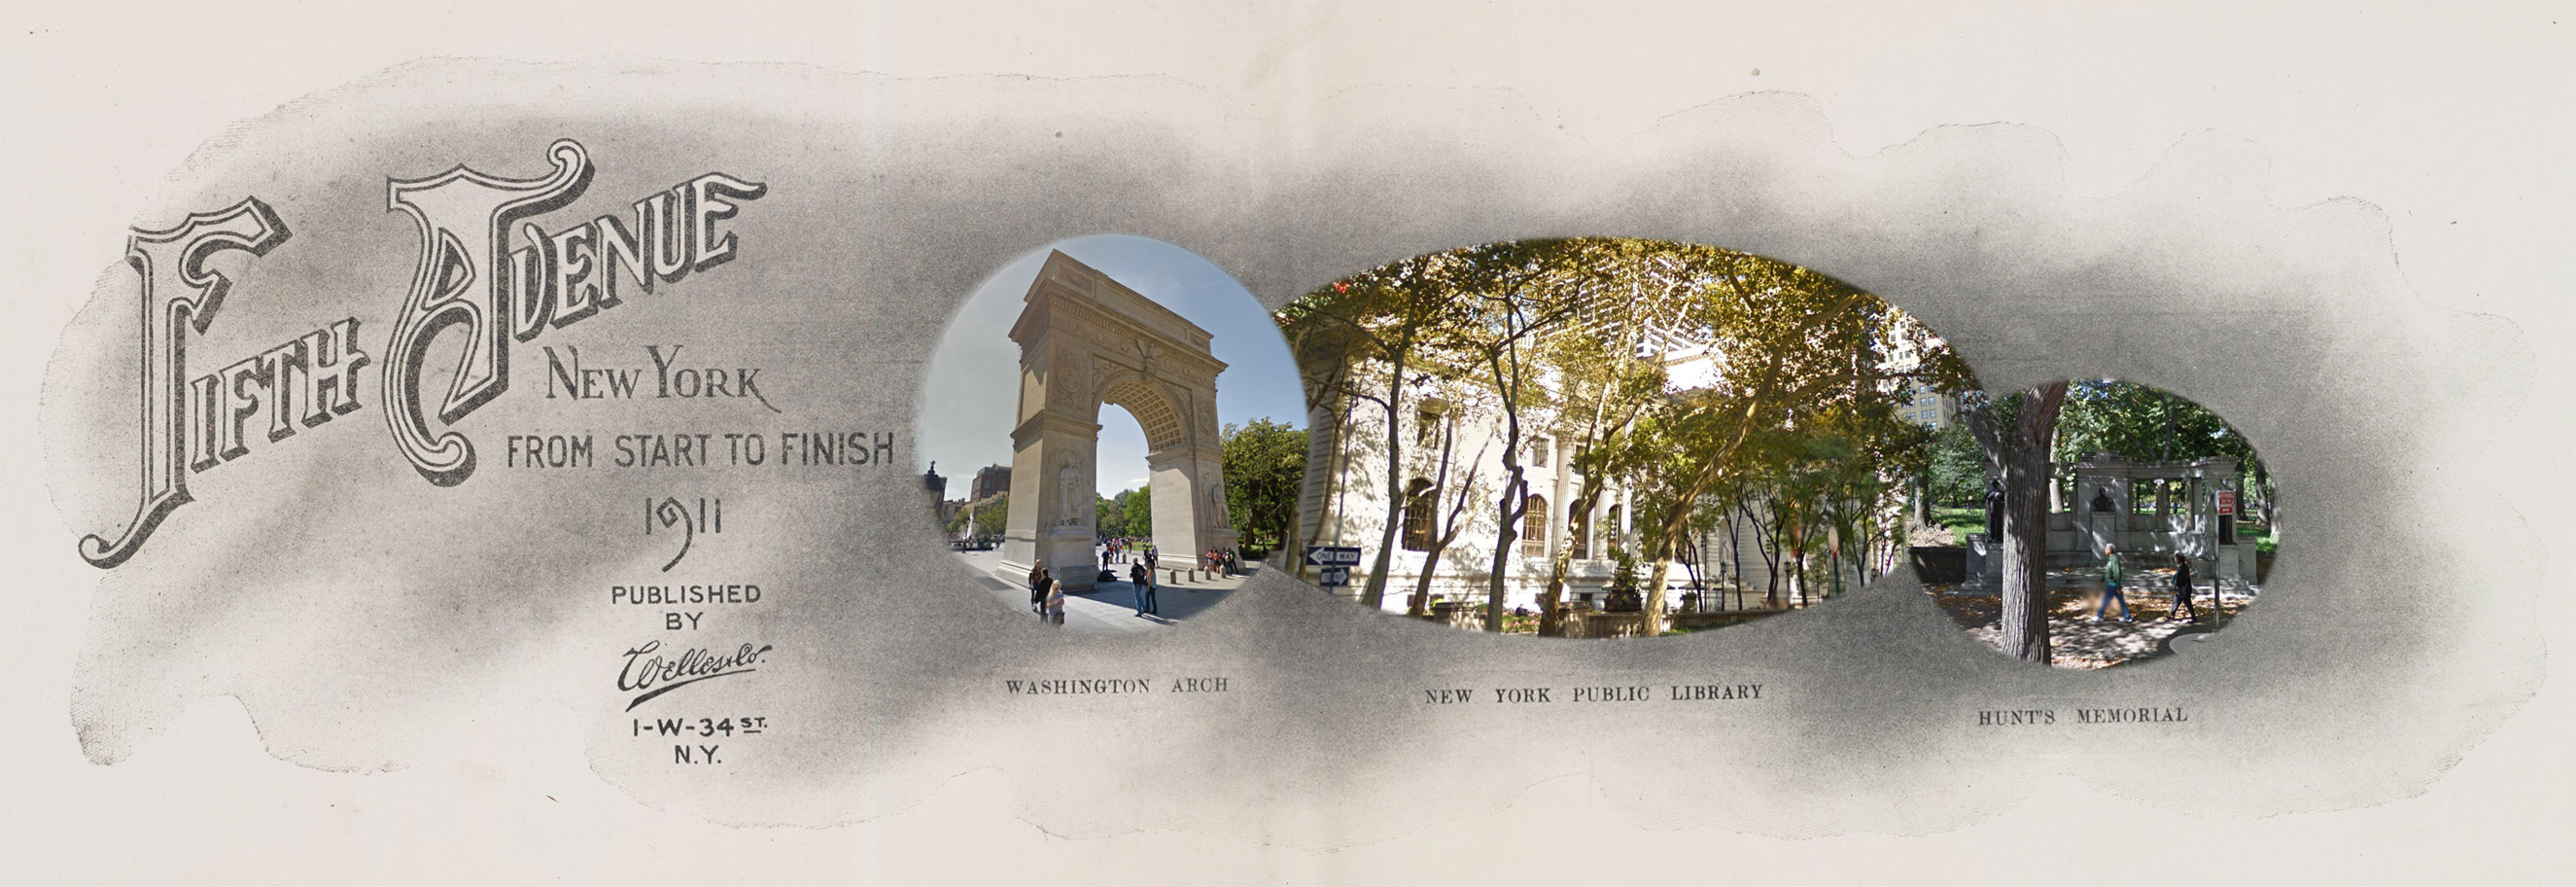 FIFTH AVENUE
NEW YORK
FROM START TO FINISH
1911
PUBLISHED
BY
Welles & Co.
1-W-34 ST.
N.Y.
WASHINGTON ARCH
NEW YORK PUBLIC LIBRARY
HUNT'S MEMORIAL
ONE WAY